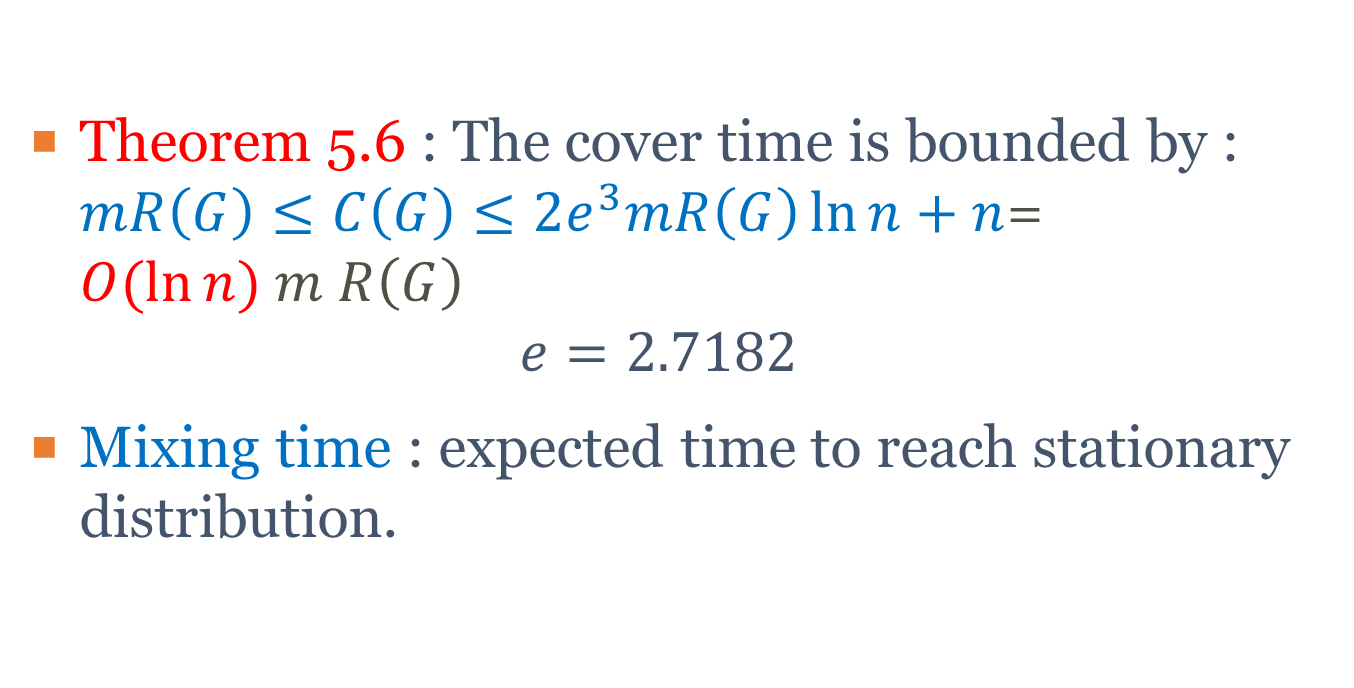 ▪ Theorem 5.6 : The cover time is bounded by :
𝑚𝑅(𝐺) ≤ 𝐶(𝐺) ≤ 2𝑒³𝑚𝑅(𝐺) ln 𝑛 + 𝑛=
𝑂(ln 𝑛) 𝑚 𝑅(𝐺)
𝑒 = 2.7182
▪ Mixing time : expected time to reach stationary
distribution.